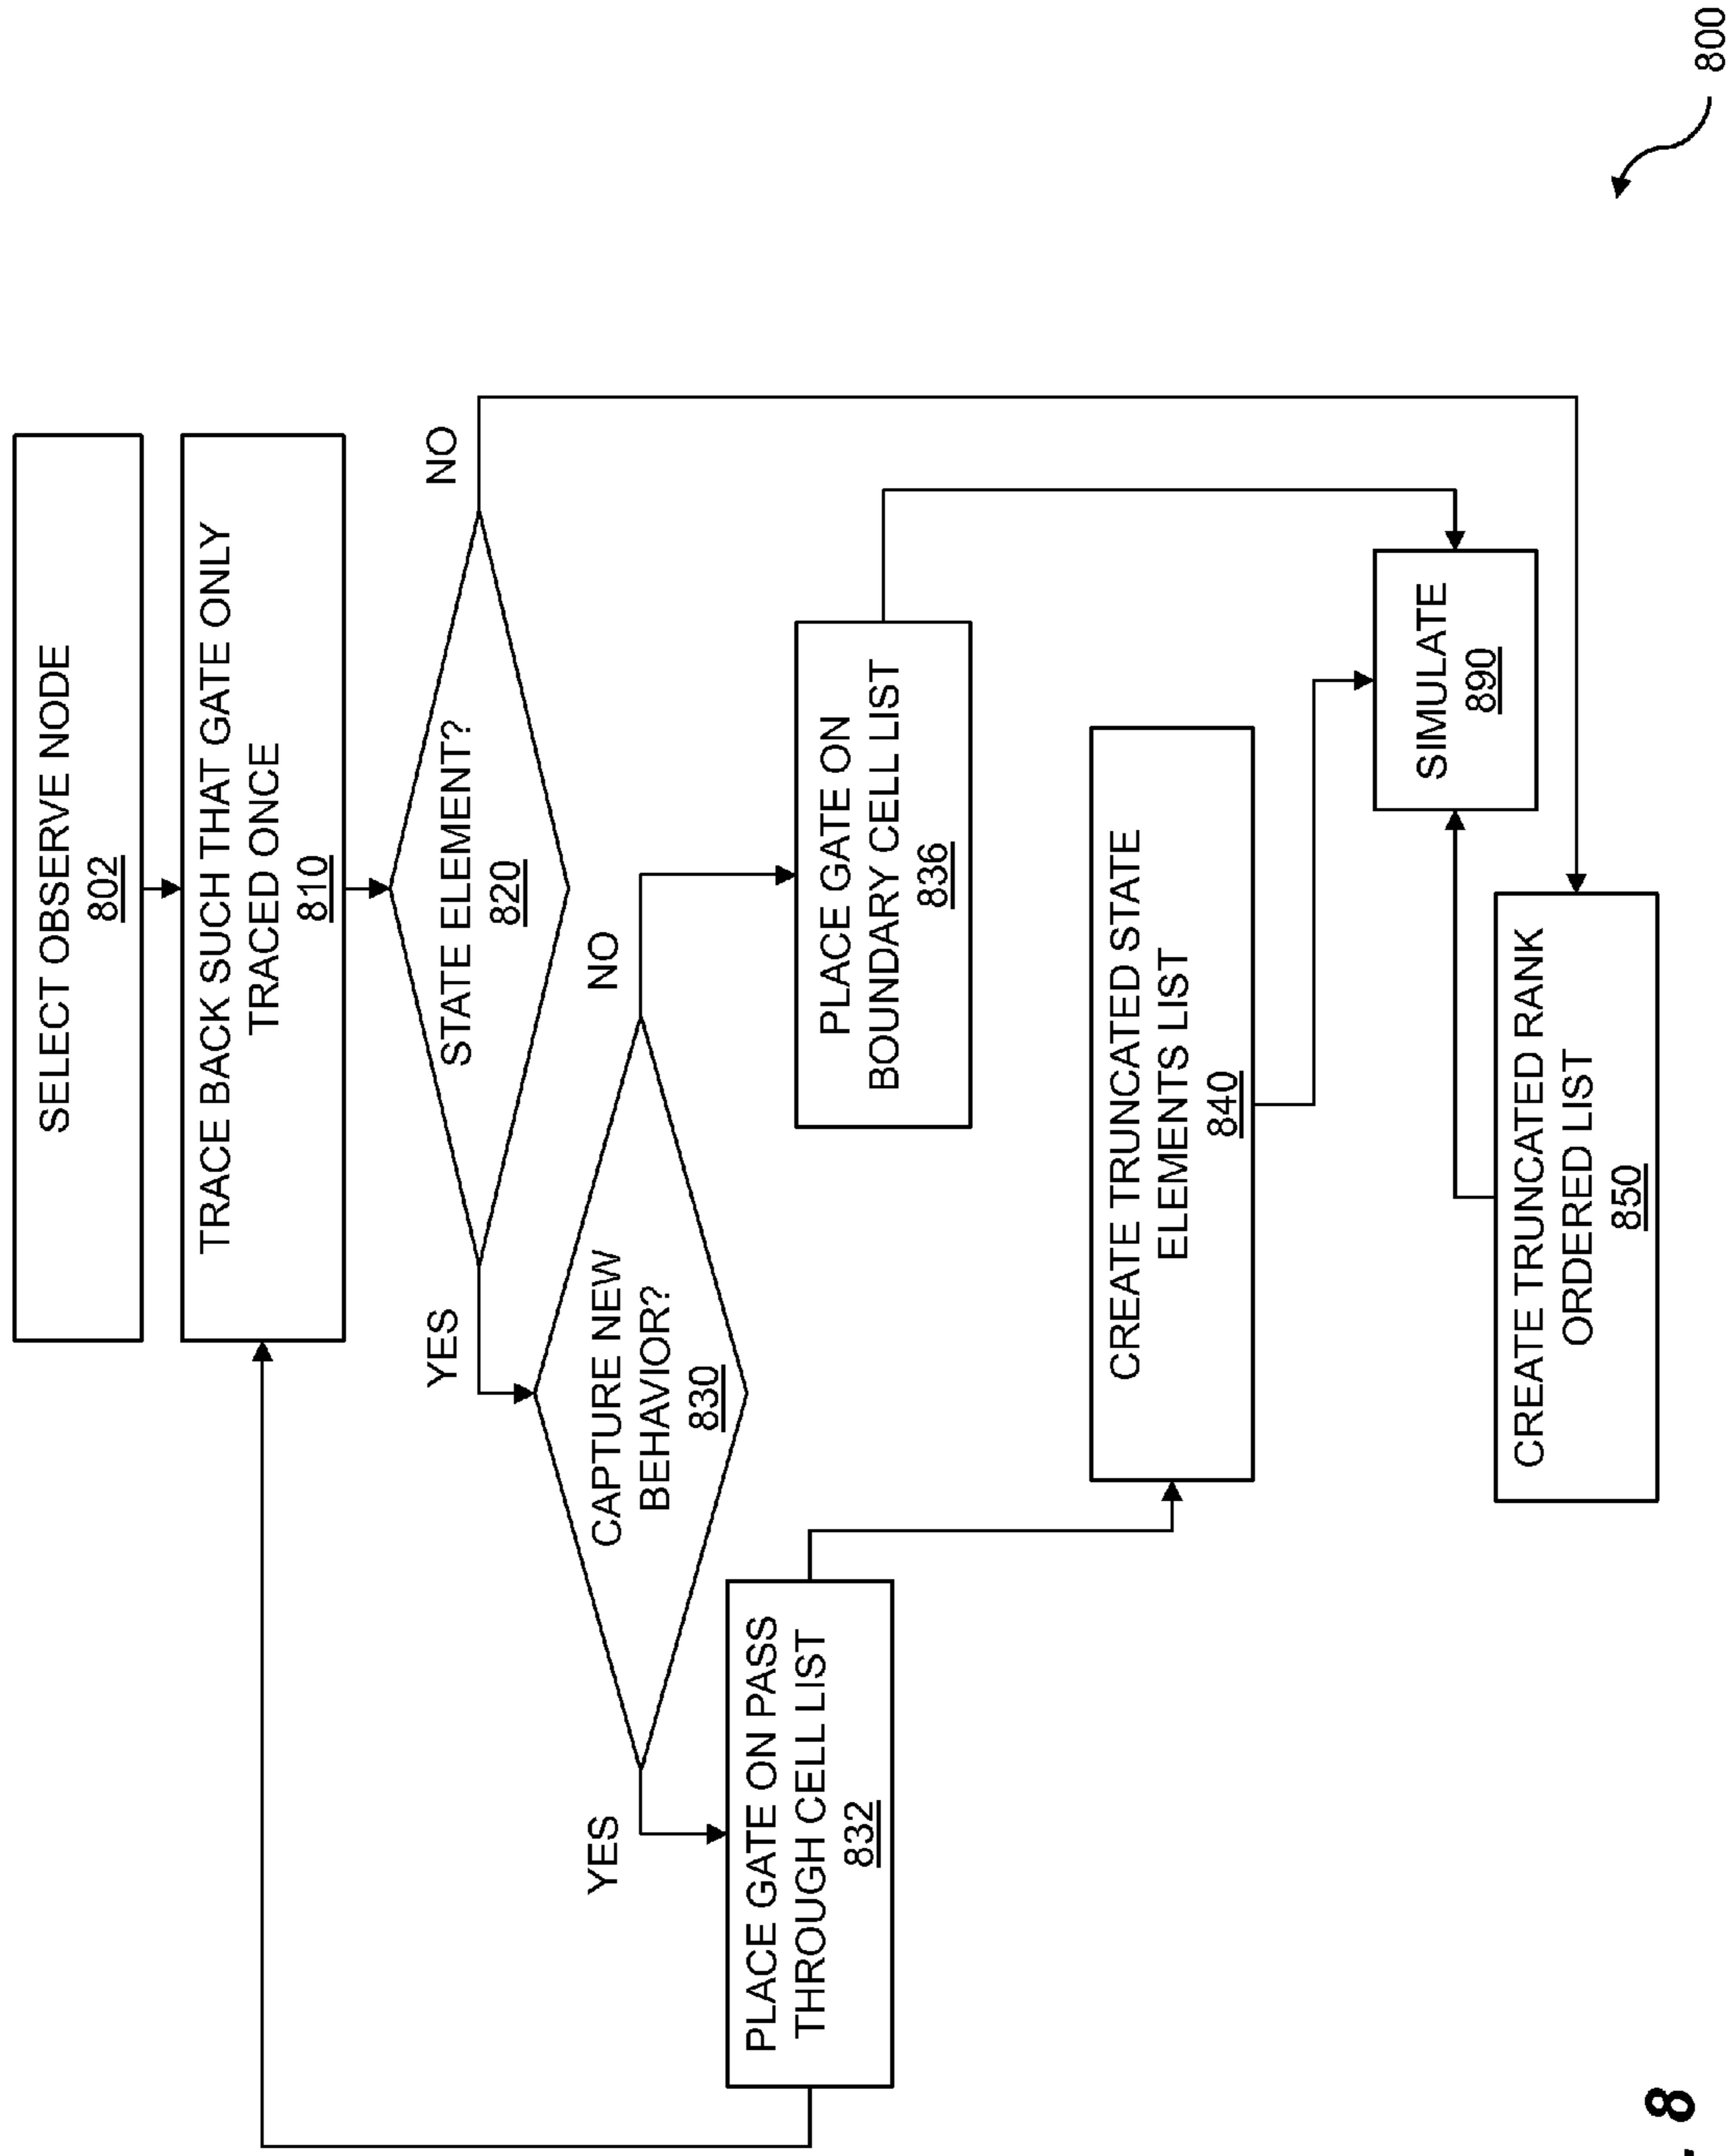 SELECT OBSERVE NODE
802
TRACE BACK SUCH THAT GATE ONLY
TRACED ONCE
810
STATE ELEMENT?
820
YES
NO
CAPTURE NEW
BEHAVIOR?
830
YES
NO
PLACE GATE ON PASS
THROUGH CELL LIST
832
PLACE GATE ON
BOUNDARY CELL LIST
836
CREATE TRUNCATED STATE
ELEMENTS LIST
840
SIMULATE
890
CREATE TRUNCATED RANK
ORDERED LIST
850
800
8